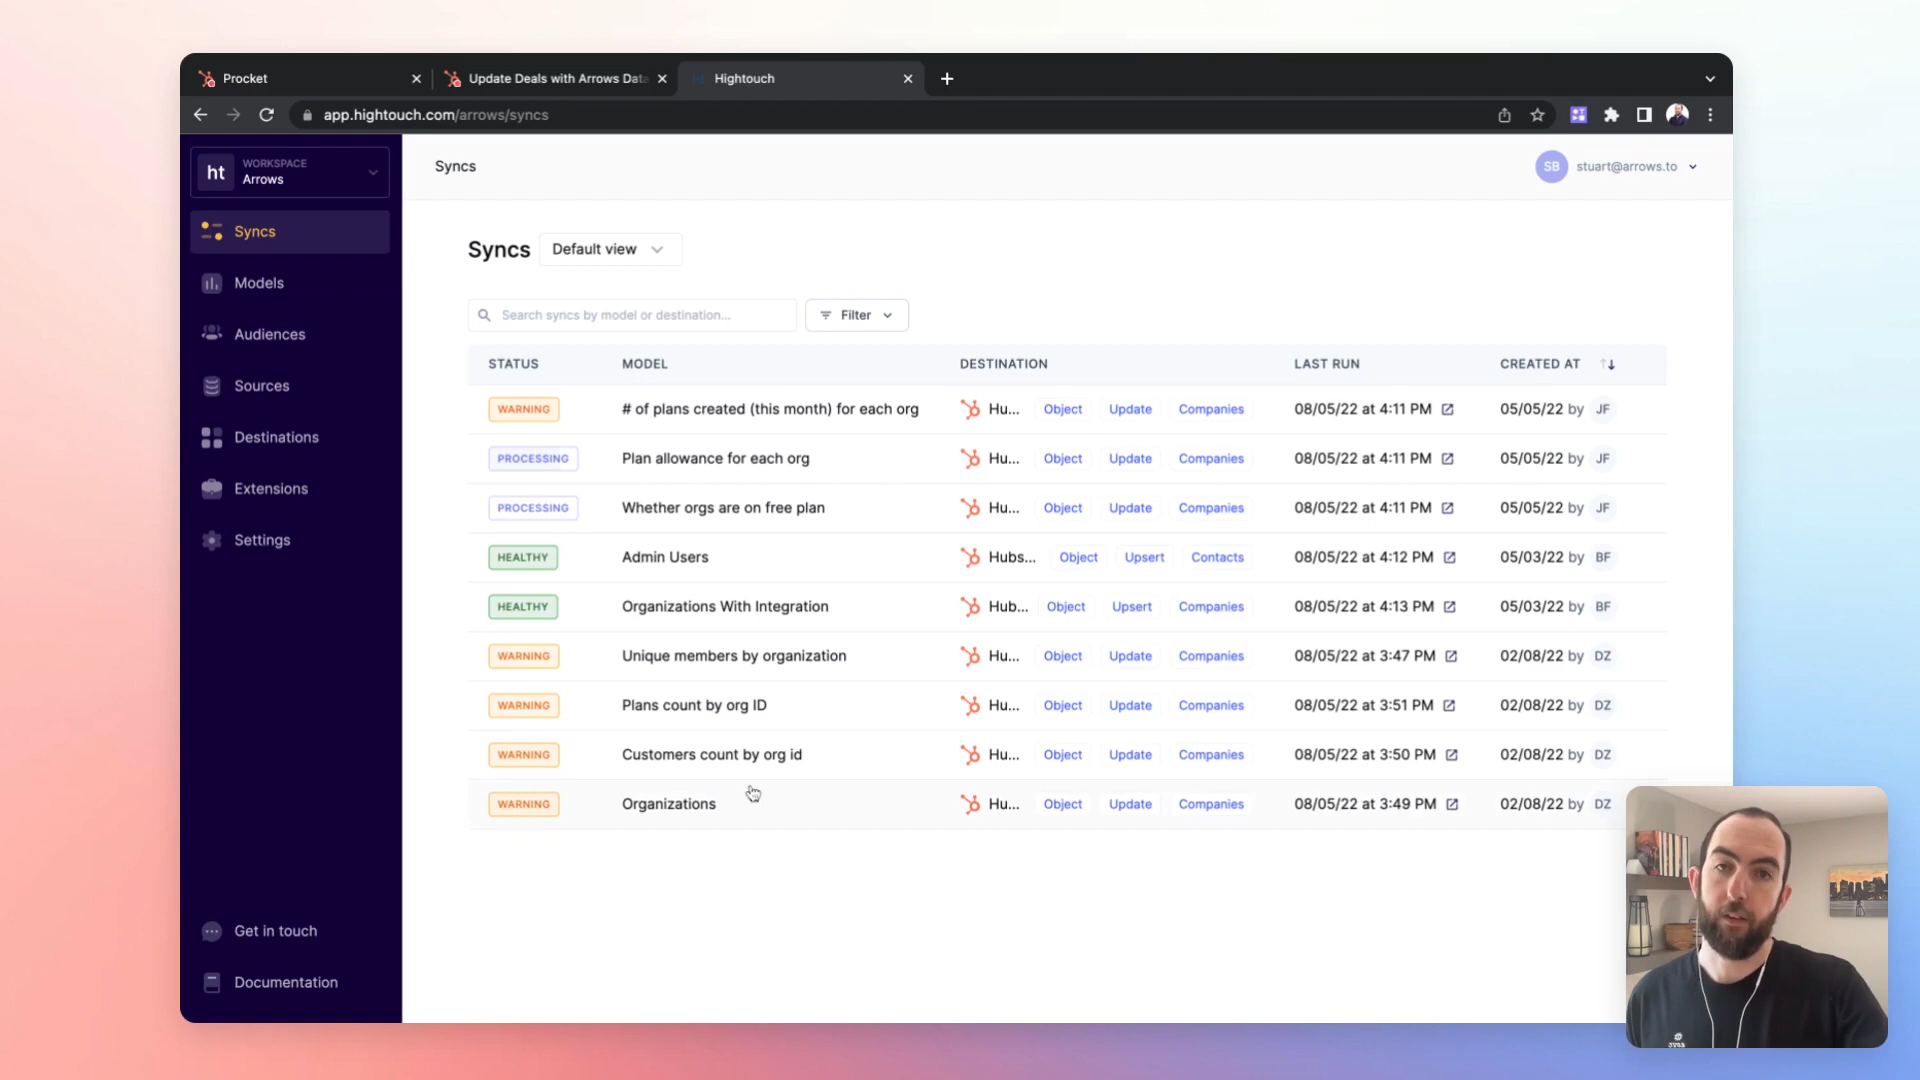 Procket
Update Deals with Arrows Data
Hightouch
app.hightouch.com/arrows/syncs
ht
WORKSPACE
Arrows
Syncs
Models
Audiences
Sources
Destinations
Extensions
Settings
Get in touch
Documentation
Syncs
SB stuart@arrows.to
Syncs
Default view
Search syncs by model or destination...
Filter
STATUS MODEL DESTINATION LAST RUN CREATED AT
WARNING # of plans created (this month) for each org Hu... Object Update Companies 08/05/22 at 4:11 PM 05/05/22 by JF
PROCESSING Plan allowance for each org Hu... Object Update Companies 08/05/22 at 4:11 PM 05/05/22 by JF
PROCESSING Whether orgs are on free plan Hu... Object Update Companies 08/05/22 at 4:11 PM 05/05/22 by JF
HEALTHY Admin Users Hubs... Object Upsert Contacts 08/05/22 at 4:12 PM 05/03/22 by BF
HEALTHY Organizations With Integration Hub... Object Upsert Companies 08/05/22 at 4:13 PM 05/03/22 by BF
WARNING Unique members by organization Hu... Object Update Companies 08/05/22 at 3:47 PM 02/08/22 by DZ
WARNING Plans count by org ID Hu... Object Update Companies 08/05/22 at 3:51 PM 02/08/22 by DZ
WARNING Customers count by org id Hu... Object Update Companies 08/05/22 at 3:50 PM 02/08/22 by DZ
WARNING Organizations Hu... Object Update Companies 08/05/22 at 3:49 PM 02/08/22 by DZ